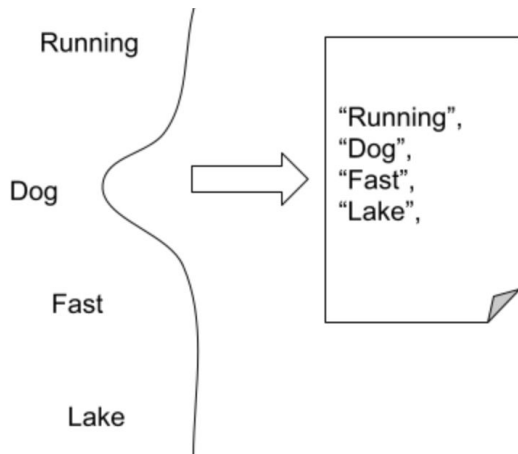 Running
Dog
Fast
Lake
“Running”,
“Dog”,
“Fast”,
“Lake”,